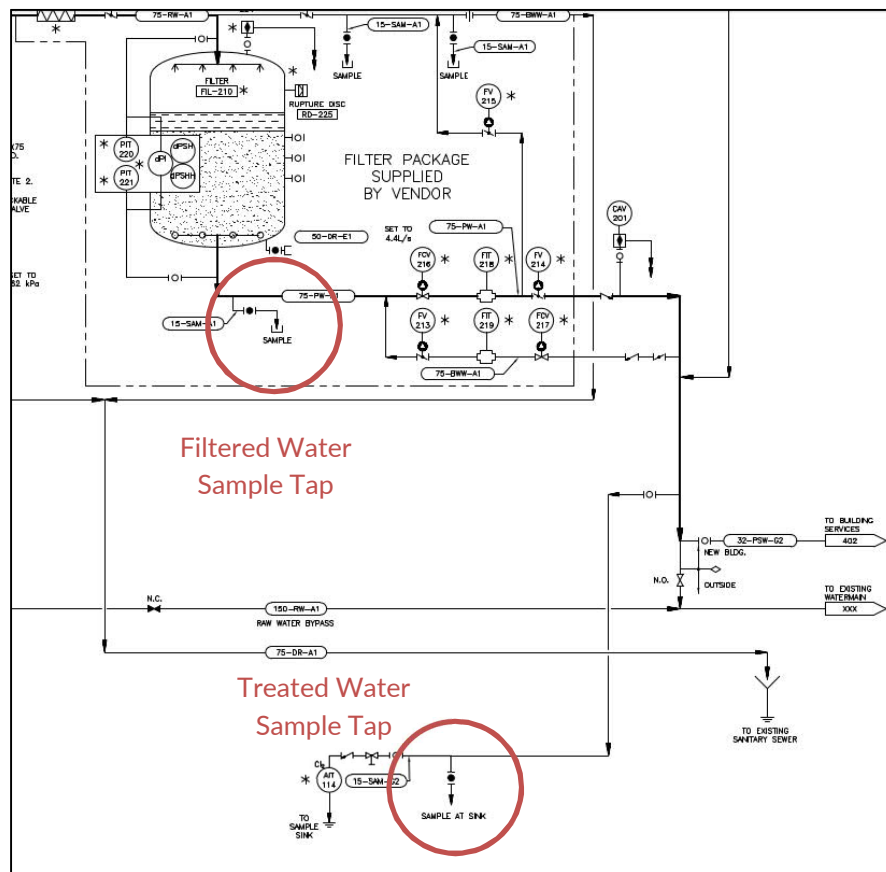 75-RW-A1
15-SAM-A1
75-BWW-A1
15-SAM-A1
SAMPLE
SAMPLE
FILTER
FIL-210
RUPTURE DISC
RD-225
FV
215
TE 2.
PIT
220
PIT
221
dPI
dPSH
dPSHH
FILTER PACKAGE
SUPPLIED
BY VENDOR
CAV
201
50-DR-E1
SET TO
4.4L/s
75-PW-A1
FCV
216
FIT
218
FV
214
SET TO
15-SAM-A1
SAMPLE
FV
213
FIT
219
FCV
217
75-BWW-A1
Filtered Water
Sample Tap
TO BUILDING
SERVICES
402
32-PSW-G2
NEW BLDG.
OUTSIDE
N.O.
TO EXISTING
WATERMAIN
XXX
N.C.
150-RW-A1
RAW WATER BYPASS
75-DR-A1
Treated Water
Sample Tap
TO EXISTING
SANITARY SEWER
Cl₂
AIT
114
15-SAM-G2
SAMPLE AT SINK
TO
SAMPLE
SINK